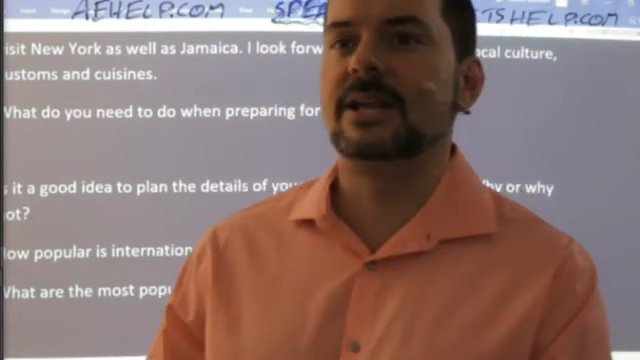 AEHELP.COM SPE TSHELP.COM
isit New York as well as Jamaica. I look forw ocal culture,
ustoms and cuisines.
What do you need to do when preparing for
s it a good idea to plan the details of you hy or why
ot?
How popular is internation
What are the most popu